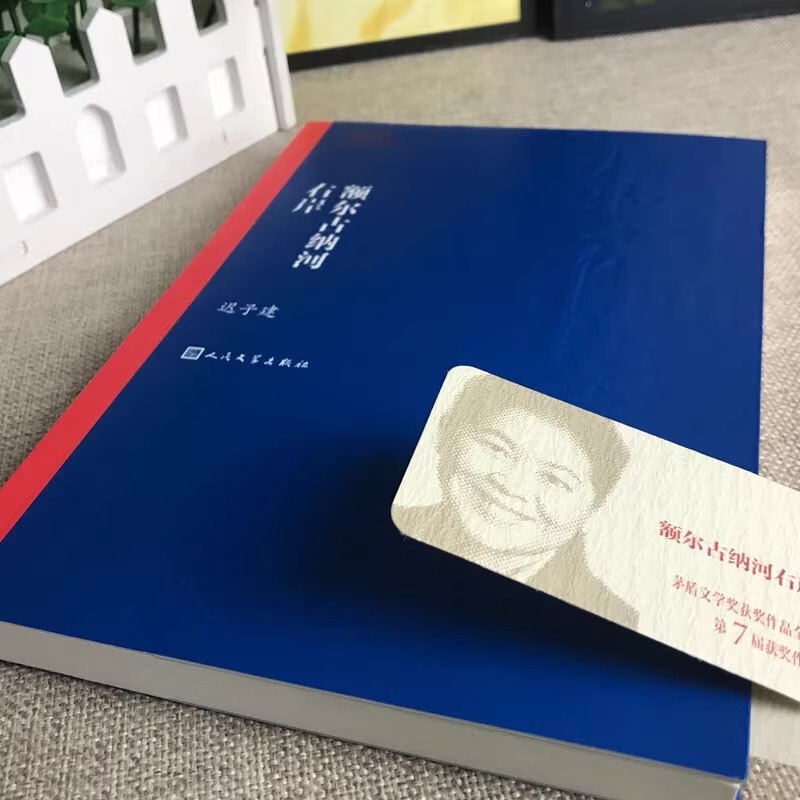 额尔古纳河
右岸
迟子建
人民文学出版社
额尔古纳河右
茅盾文学奖获奖作品全
第7届获奖作